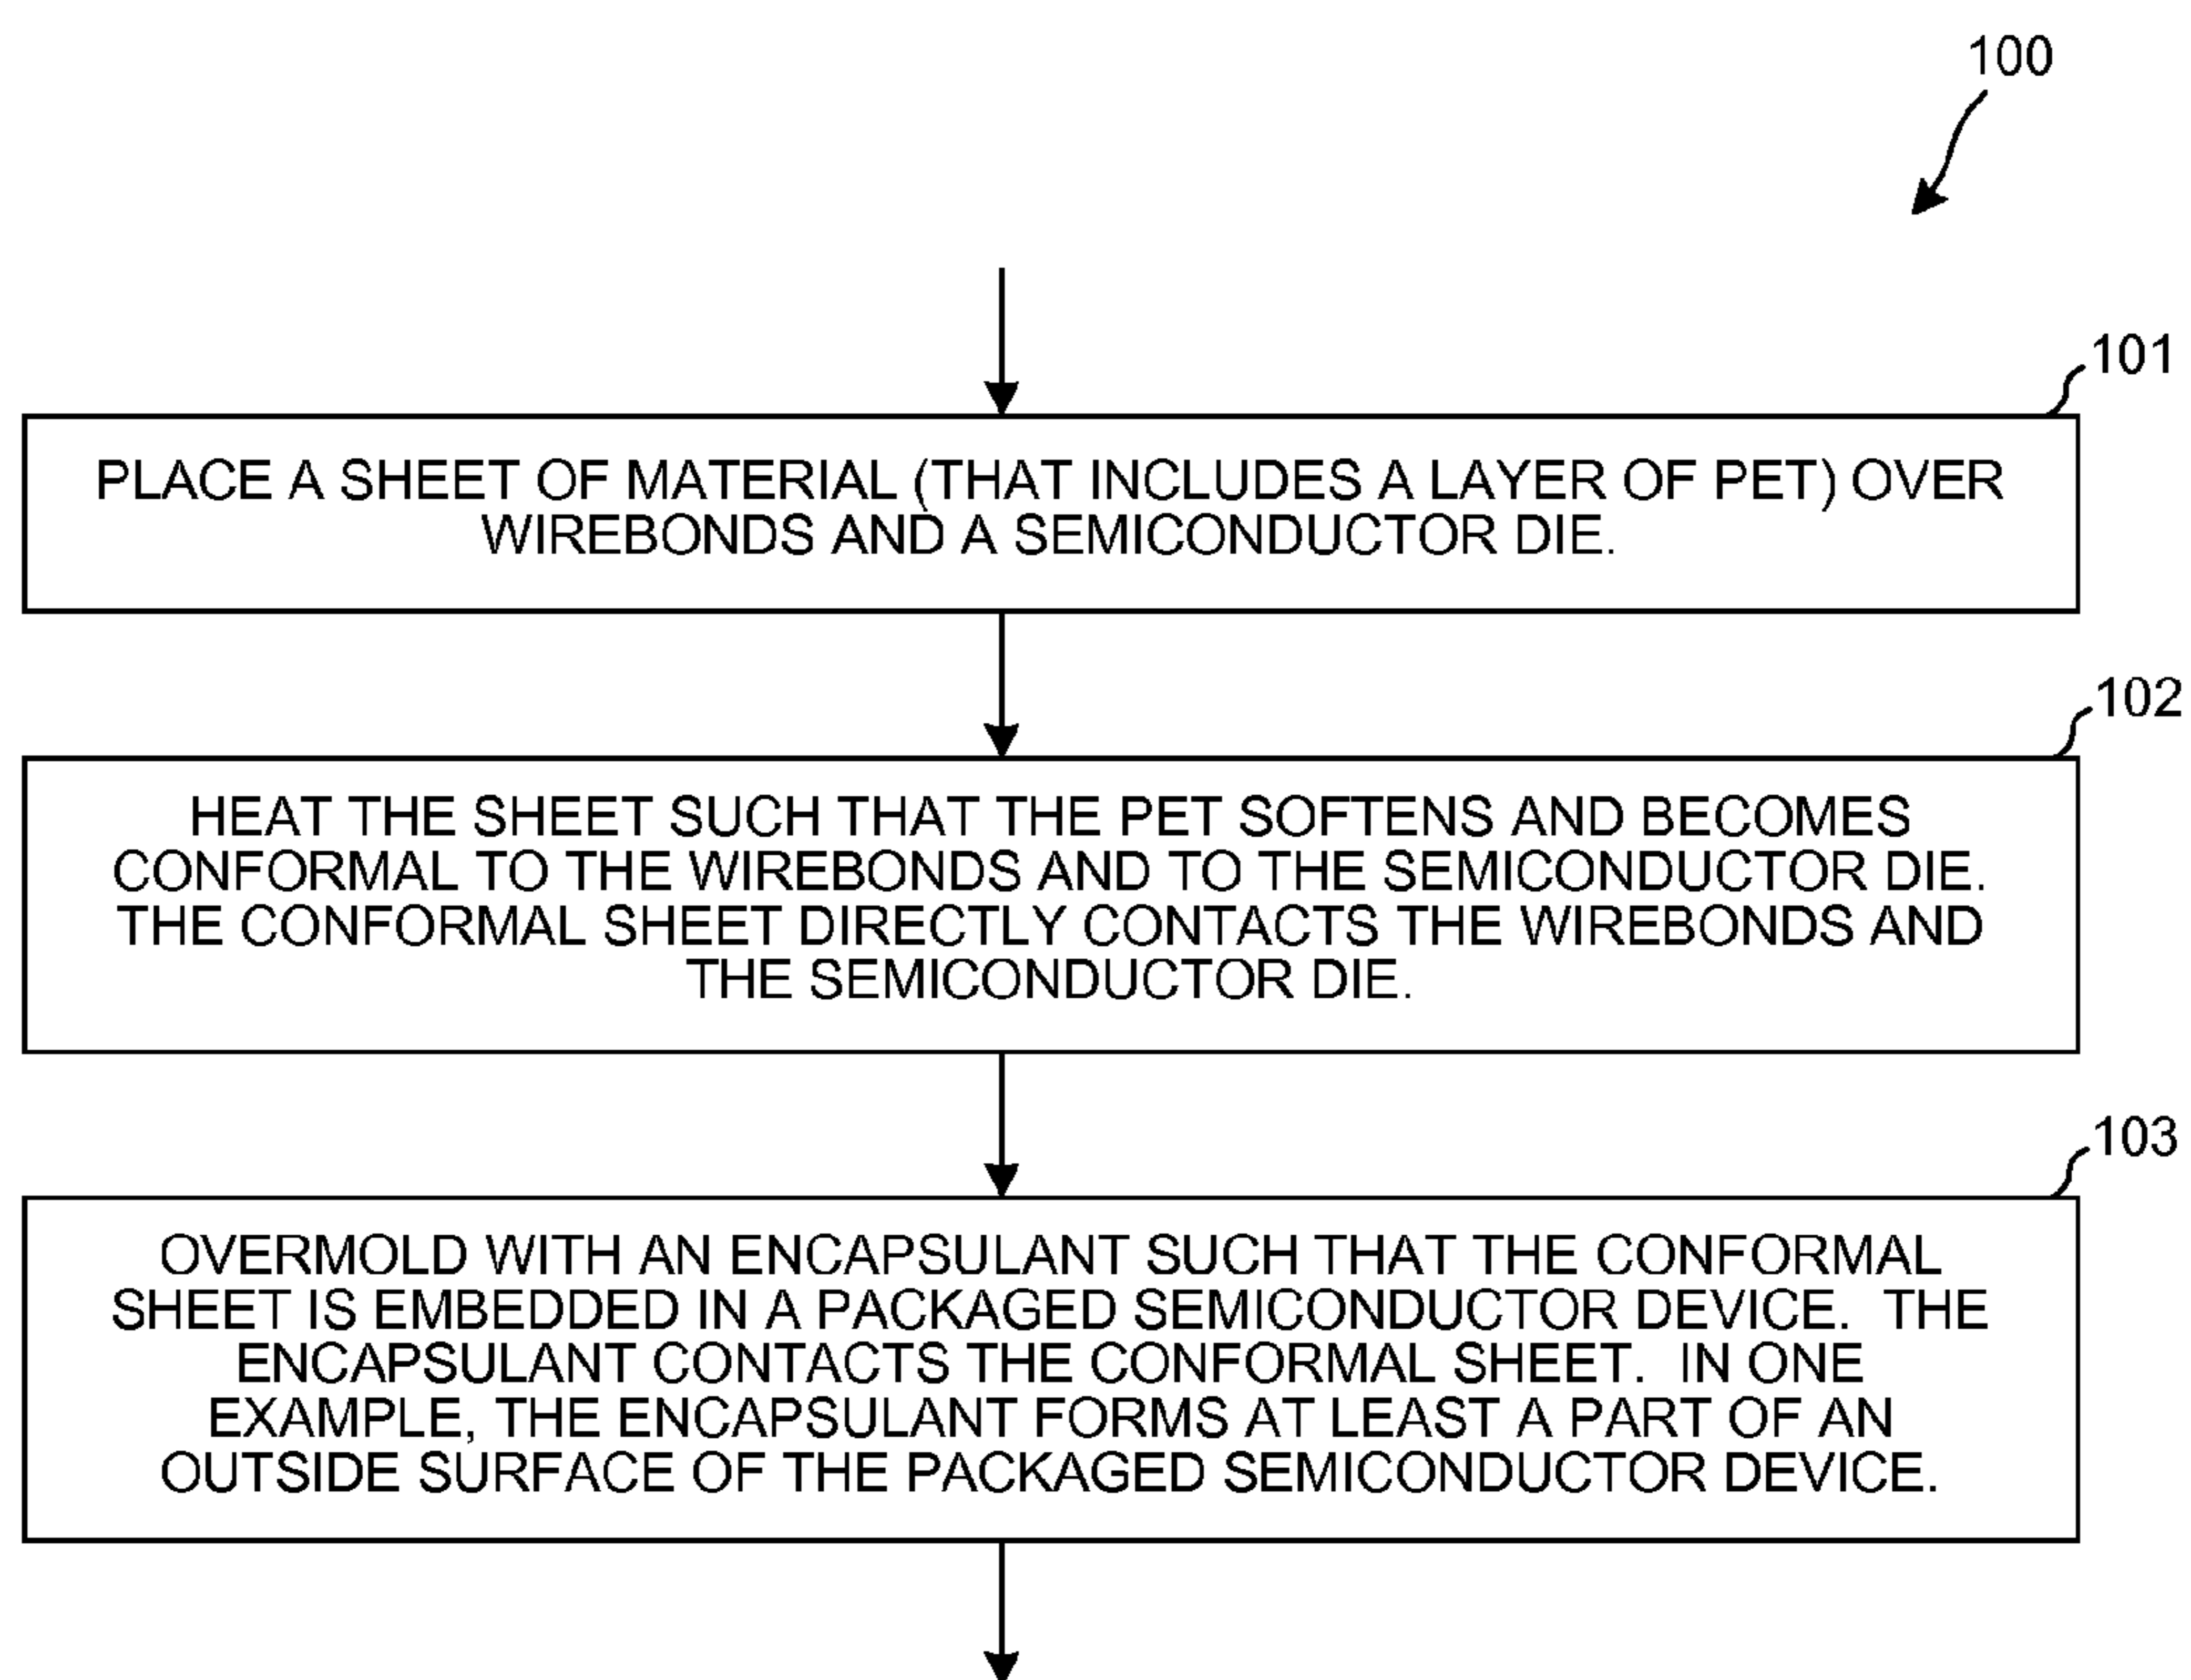 100
101
PLACE A SHEET OF MATERIAL (THAT INCLUDES A LAYER OF PET) OVER
WIREBONDS AND A SEMICONDUCTOR DIE.
102
HEAT THE SHEET SUCH THAT THE PET SOFTENS AND BECOMES
CONFORMAL TO THE WIREBONDS AND TO THE SEMICONDUCTOR DIE.
THE CONFORMAL SHEET DIRECTLY CONTACTS THE WIREBONDS AND
THE SEMICONDUCTOR DIE.
103
OVERMOLD WITH AN ENCAPSULANT SUCH THAT THE CONFORMAL
SHEET IS EMBEDDED IN A PACKAGED SEMICONDUCTOR DEVICE. THE
ENCAPSULANT CONTACTS THE CONFORMAL SHEET. IN ONE
EXAMPLE, THE ENCAPSULANT FORMS AT LEAST A PART OF AN
OUTSIDE SURFACE OF THE PACKAGED SEMICONDUCTOR DEVICE.